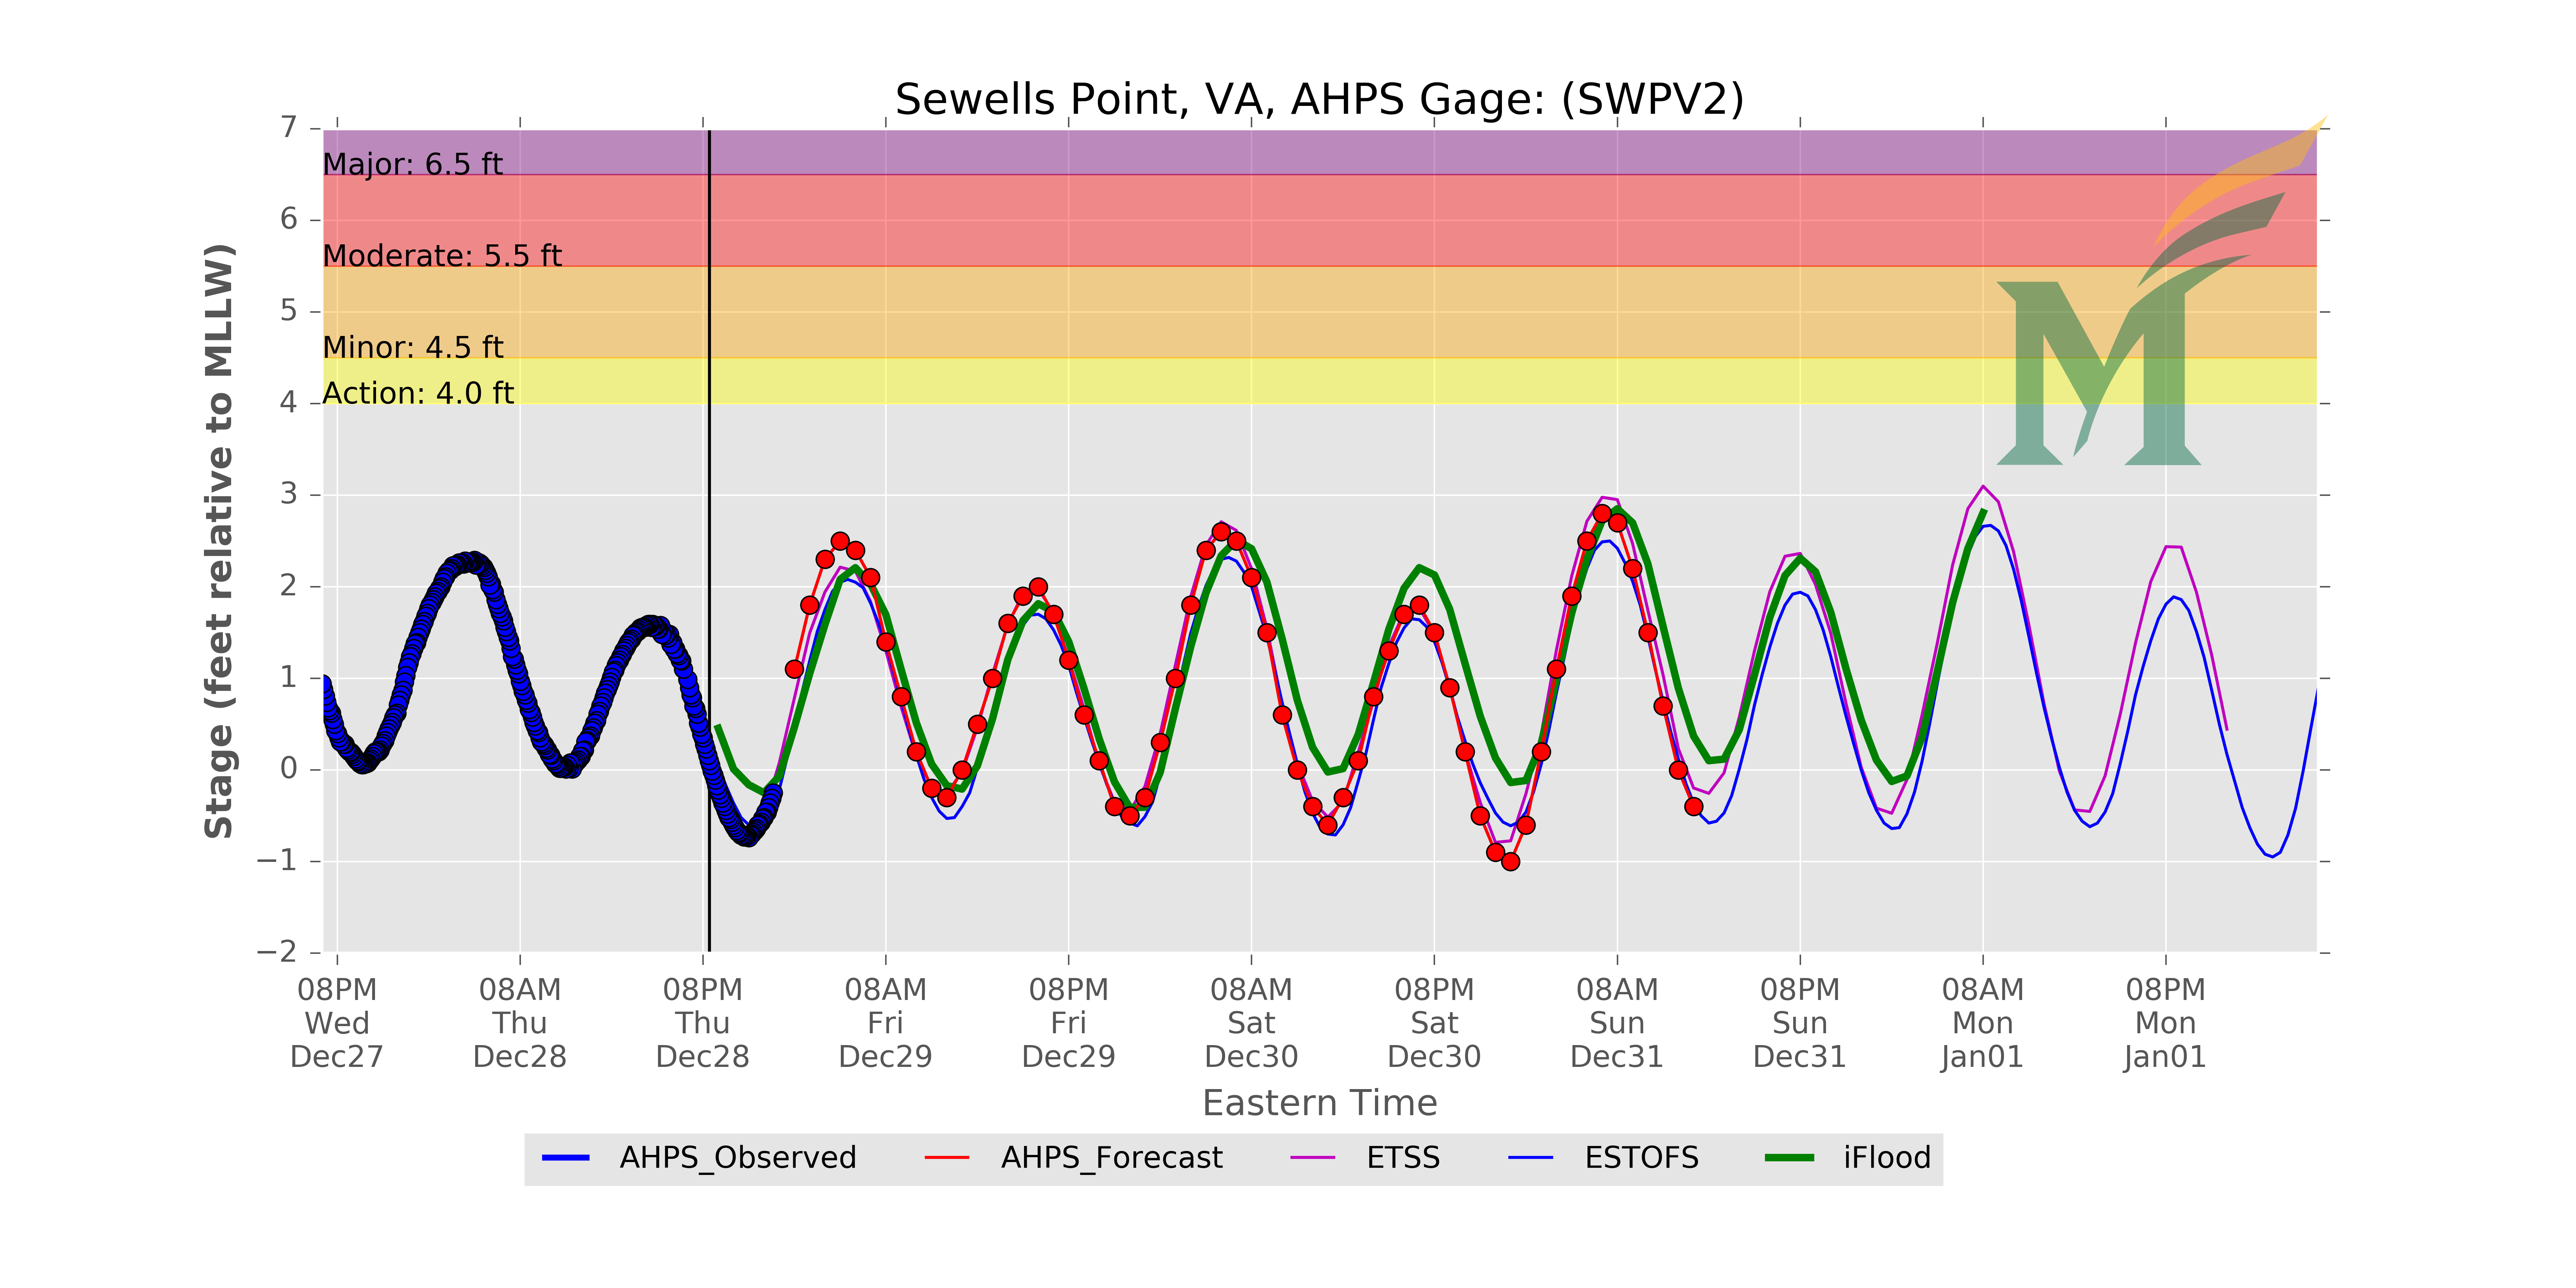 Sewells Point, VA, AHPS Gage: (SWPV2)
Stage (feet relative to MLLW)
7
6
5
4
3
2
1
0
−1
−2
Major: 6.5 ft
Moderate: 5.5 ft
Minor: 4.5 ft
Action: 4.0 ft
M
08PM 08AM 08PM 08AM 08PM 08AM 08PM 08AM 08PM 08AM 08PM
Wed Thu Thu Fri Fri Sat Sat Sun Sun Mon Mon
Dec27 Dec28 Dec28 Dec29 Dec29 Dec30 Dec30 Dec31 Dec31 Jan01 Jan01
Eastern Time
AHPS_Observed AHPS_Forecast ETSS ESTOFS iFlood